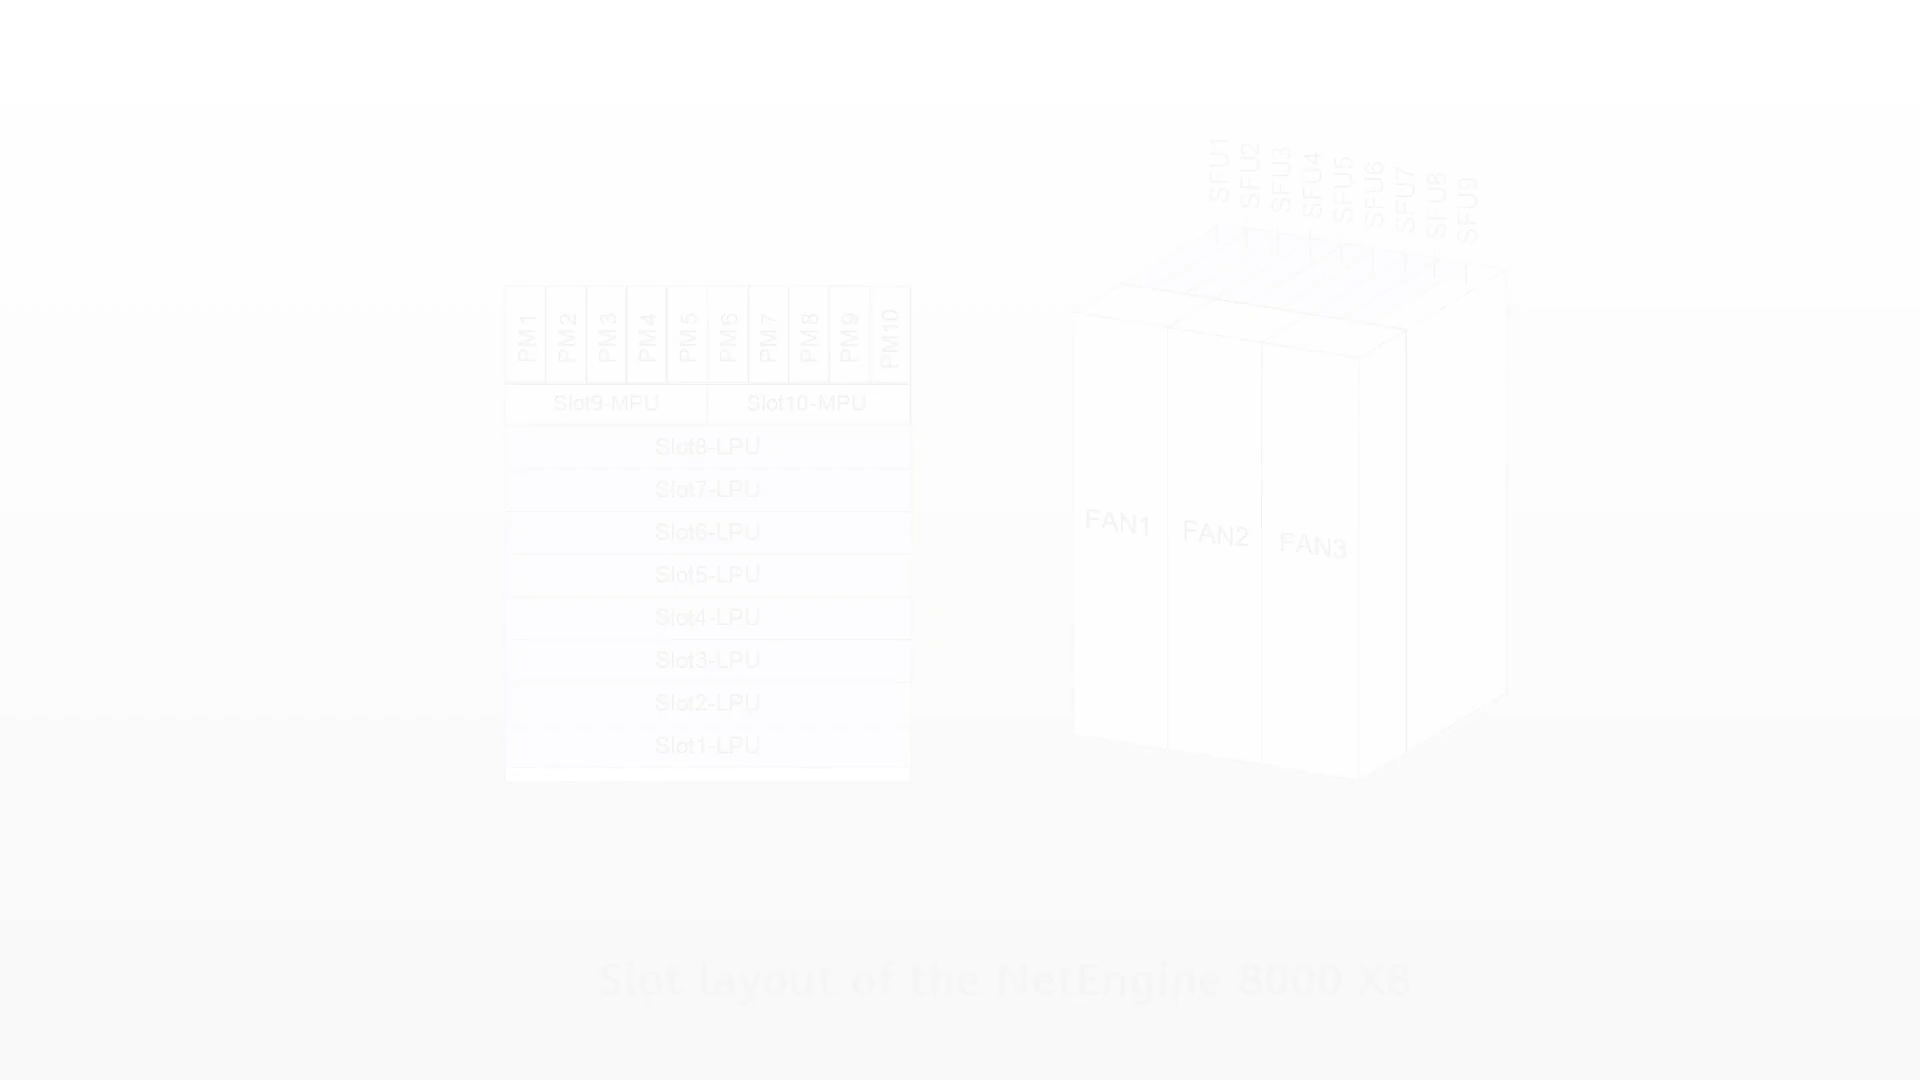 SFU1 SFU2 SFU3 SFU4 SFU5 SFU6 SFU7 SFU8 SFU9
PM1 PM2 PM3 PM4 PM5 PM6 PM7 PM8 PM9 PM10
Slot9-MPU Slot10-MPU
Slot8-LPU
Slot7-LPU
Slot6-LPU
Slot5-LPU
Slot4-LPU
Slot3-LPU
Slot2-LPU
Slot1-LPU
FAN1 FAN2 FAN3
Slot layout of the NetEngine 8000 X8